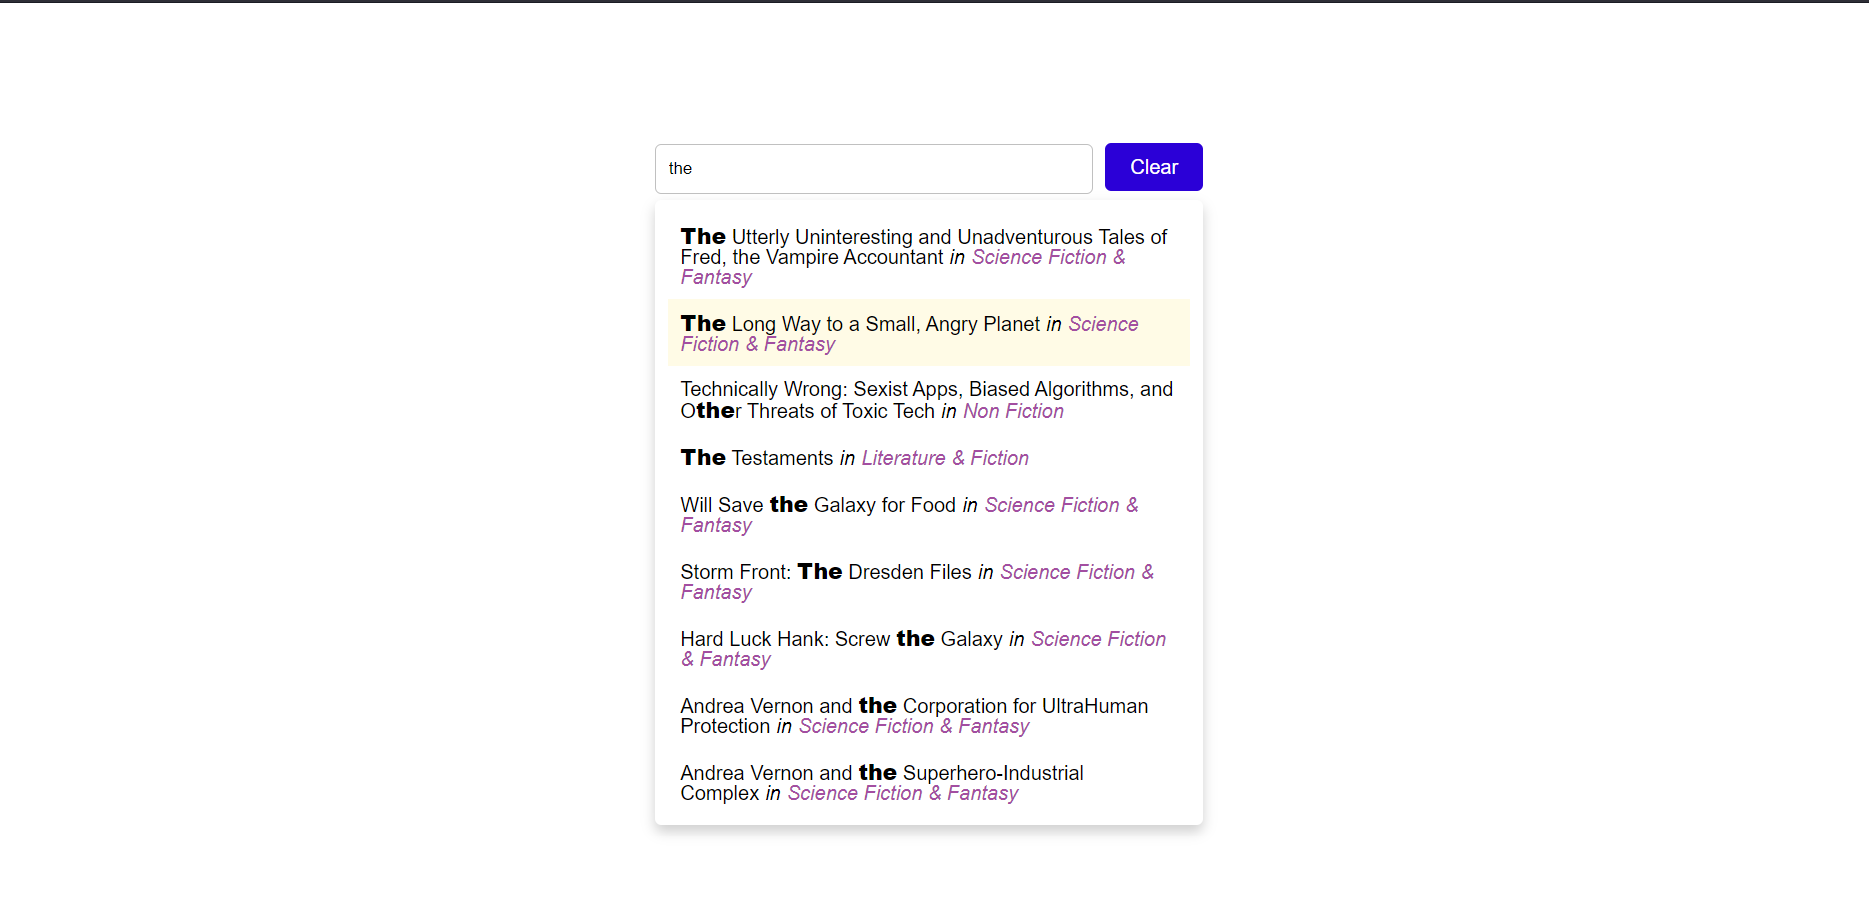 the
Clear
The Utterly Uninteresting and Unadventurous Tales of
Fred, the Vampire Accountant in Science Fiction &
Fantasy
The Long Way to a Small, Angry Planet in Science
Fiction & Fantasy
Technically Wrong: Sexist Apps, Biased Algorithms, and
Other Threats of Toxic Tech in Non Fiction
The Testaments in Literature & Fiction
Will Save the Galaxy for Food in Science Fiction &
Fantasy
Storm Front: The Dresden Files in Science Fiction &
Fantasy
Hard Luck Hank: Screw the Galaxy in Science Fiction
& Fantasy
Andrea Vernon and the Corporation for UltraHuman
Protection in Science Fiction & Fantasy
Andrea Vernon and the Superhero-Industrial
Complex in Science Fiction & Fantasy